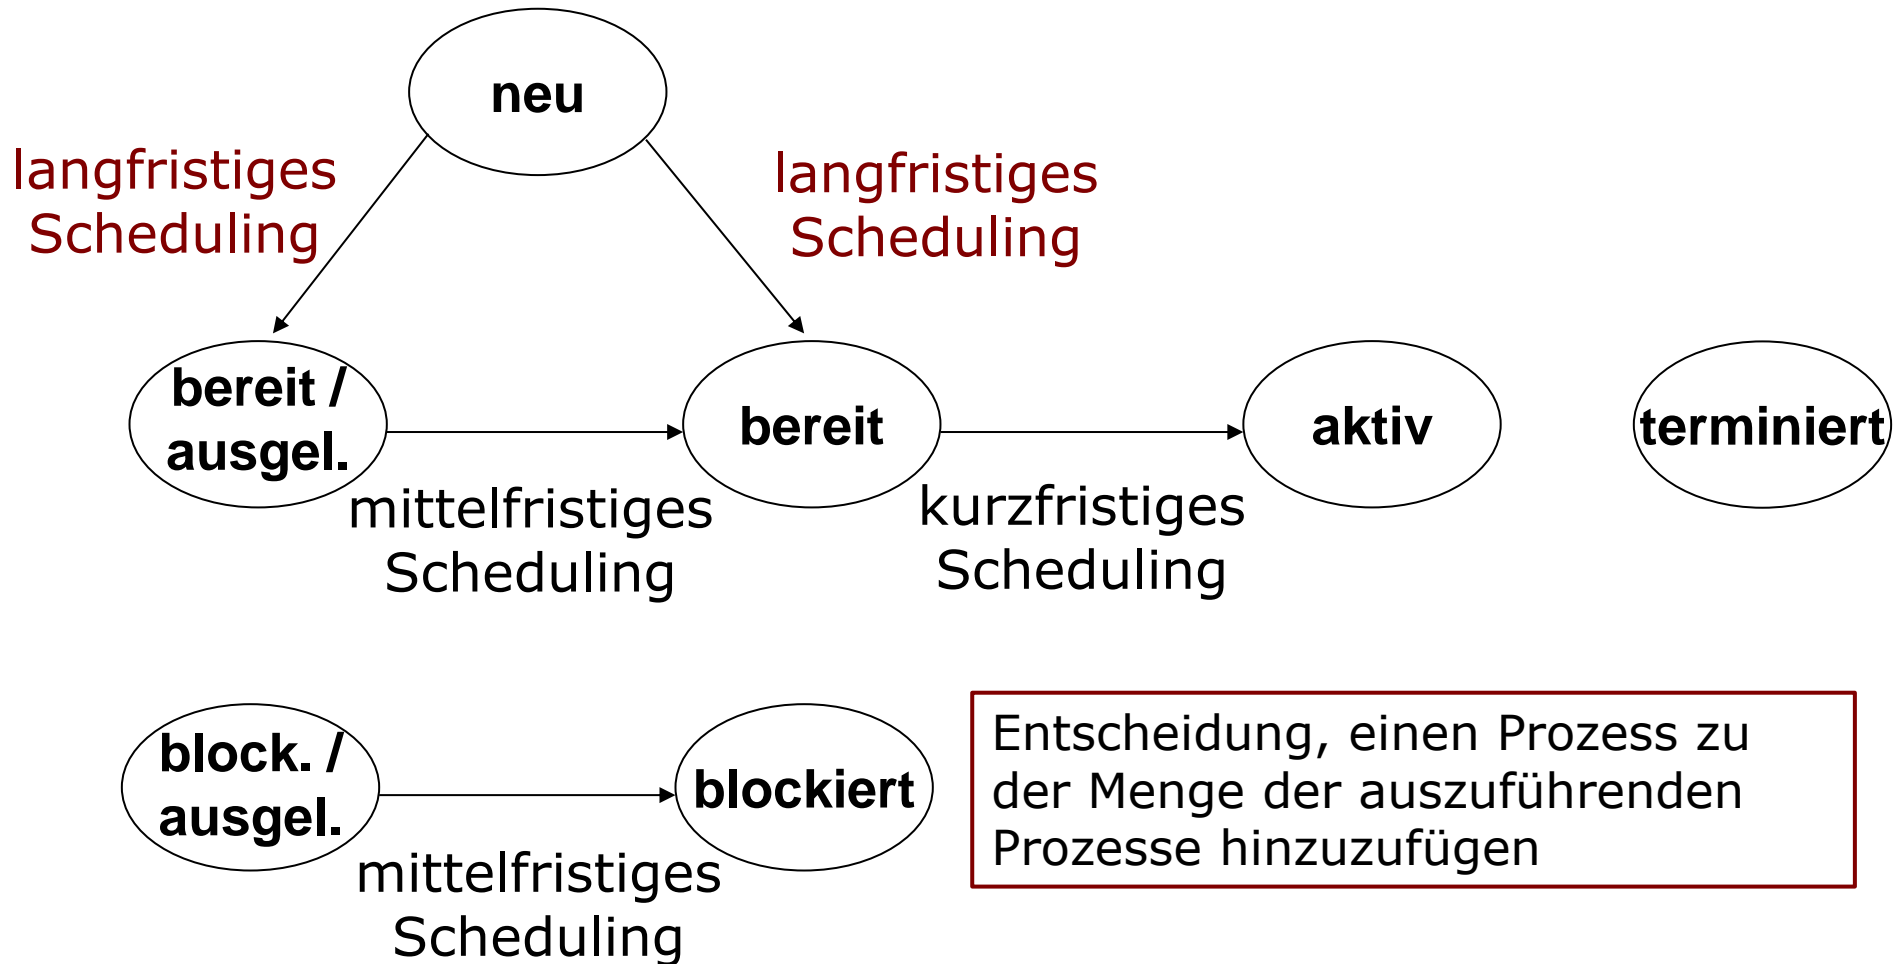 neu
langfristiges
Scheduling
langfristiges
Scheduling
bereit /
ausgel.
bereit
aktiv
terminiert
mittelfristiges
Scheduling
kurzfristiges
Scheduling
block. /
ausgel.
blockiert
mittelfristiges
Scheduling
Entscheidung, einen Prozess zu
der Menge der auszuführenden
Prozesse hinzuzufügen